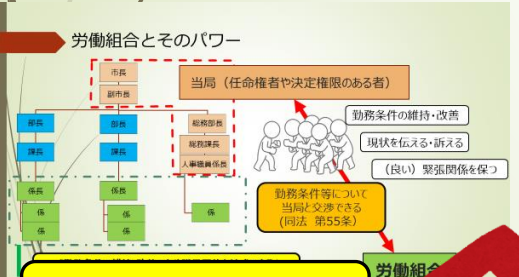 労働組合とそのパワー
市長
副市長
当局（任命権者や決定権限のある者）
部長
部長
総務部長
課長
課長
総務課長
人事職員係長
係長
係長
係
係
係
係
係
勤務条件の維持・改善
現状を伝える・訴える
（良い）緊張関係を保つ
勤務条件等について
当局と交渉できる
(同法 第55条)
労働組合